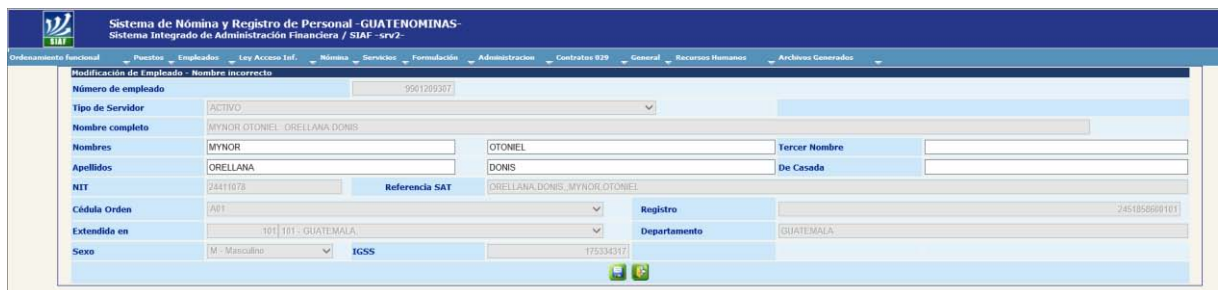 Sistema de Nómina y Registro de Personal -GUATENOMINAS-
SIAF
Sistema Integrado de Administración Financiera / SIAF -srv2-
Ordenamiento funcional Puestos Empleados Ley Acceso Inf. Nómina Servicios Formulación Administracion Contratos 029 General Recursos Humanos Archivos Generados
Modificación de Empleado - Nombre incorrecto
Número de empleado 9901209387
Tipo de Servidor ACTIVO
Nombre completo MYNOR OTONIEL ORELLANA DONIS
Nombres MYNOR OTONIEL Tercer Nombre
Apellidos ORELLANA DONIS De Casada
NIT 24411078 Referencia SAT ORELLANA,DONIS,,MYNOR,OTONIEL
Cédula Orden A01 Registro 2451858600101
Extendida en 101 101 - GUATEMALA Departamento GUATEMALA
Sexo M - Masculino IGSS 175334317